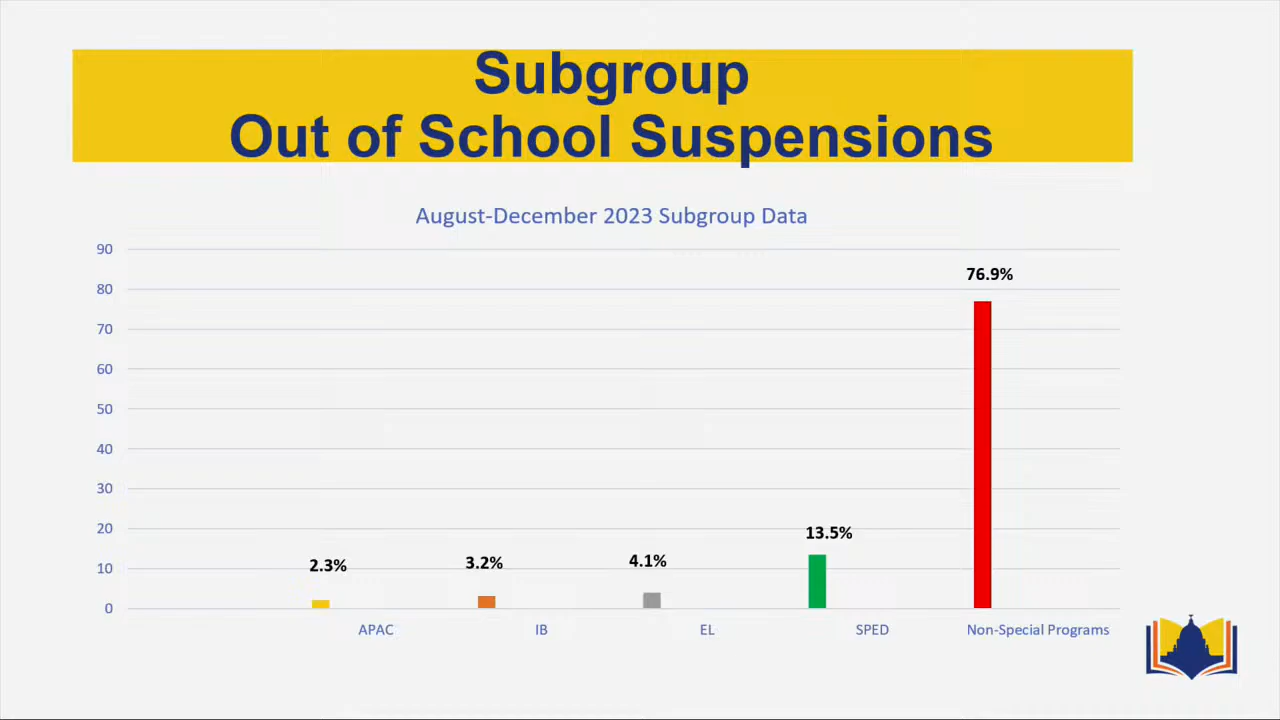 Subgroup
Out of School Suspensions
August-December 2023 Subgroup Data
90
80
70
60
50
40
30
20
10
0
2.3%
3.2%
4.1%
13.5%
76.9%
APAC
IB
EL
SPED
Non-Special Programs